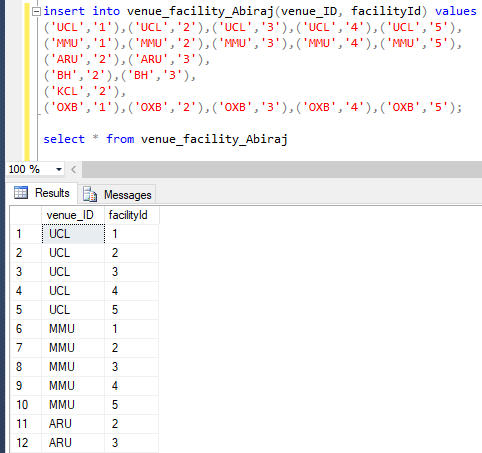 insert into venue_facility_Abiraj(venue_ID, facilityId) values
('UCL','1'),('UCL','2'),('UCL','3'),('UCL','4'),('UCL','5'),
('MMU','1'),('MMU','2'),('MMU','3'),('MMU','4'),('MMU','5'),
('ARU','2'),('ARU','3'),
('BH','2'),('BH','3'),
('KCL','2'),
('OXB','1'),('OXB','2'),('OXB','3'),('OXB','4'),('OXB','5');
select * from venue_facility_Abiraj
100 %
Results Messages
venue_ID facilityId
1 UCL 1
2 UCL 2
3 UCL 3
4 UCL 4
5 UCL 5
6 MMU 1
7 MMU 2
8 MMU 3
9 MMU 4
10 MMU 5
11 ARU 2
12 ARU 3